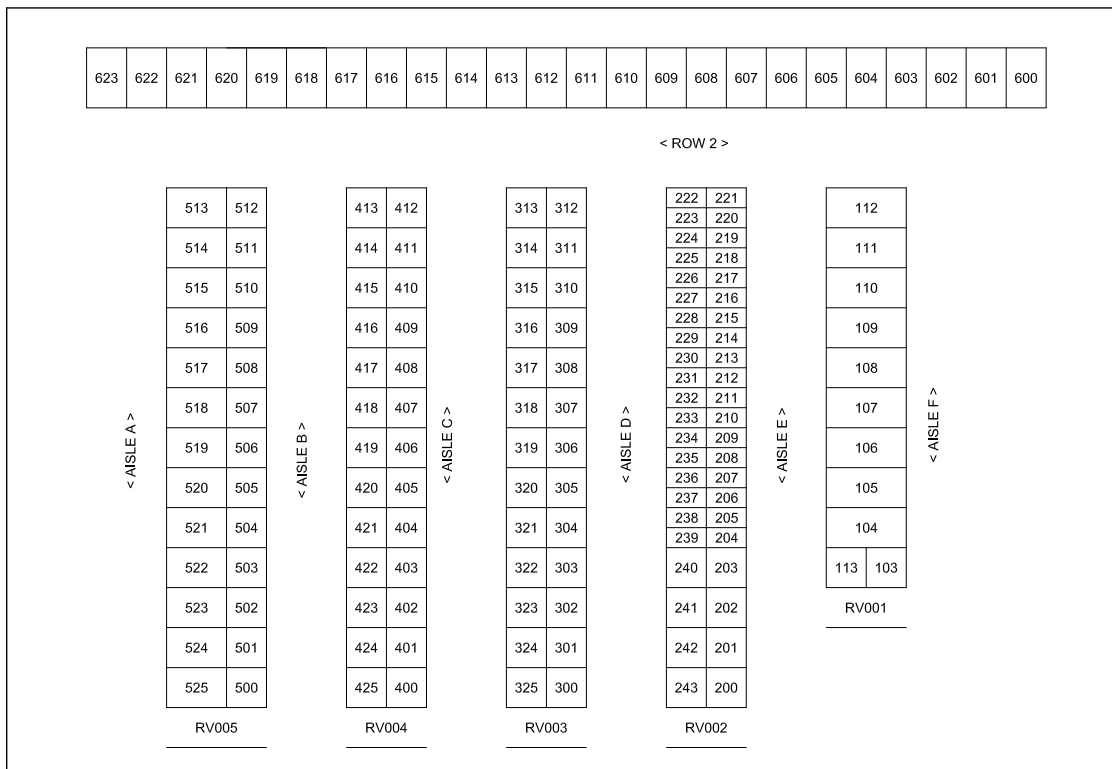 623 622 621 620 619 618 617 616 615 614 613 612 611 610 609 608 607 606 605 604 603 602 601 600
< ROW 2 >
513 512 413 412 313 312 222 221 112
223 220
514 511 414 411 314 311 224 219 111
225 218
515 510 415 410 315 310 226 217 110
227 216
516 509 416 409 316 309 228 215 109
229 214
517 508 417 408 317 308 230 213 108
231 212
518 507 418 407 318 307 232 211 107
233 210
519 506 419 406 319 306 234 209 106
235 208
520 505 420 405 320 305 236 207 105
237 206
521 504 421 404 321 304 238 205 104
239 204
522 503 422 403 322 303 240 203 113 103
523 502 423 402 323 302 241 202 RV001
524 501 424 401 324 301 242 201
525 500 425 400 325 300 243 200
RV005 RV004 RV003 RV002
< AISLE A >
< AISLE B >
< AISLE C >
< AISLE D >
< AISLE E >
< AISLE F >